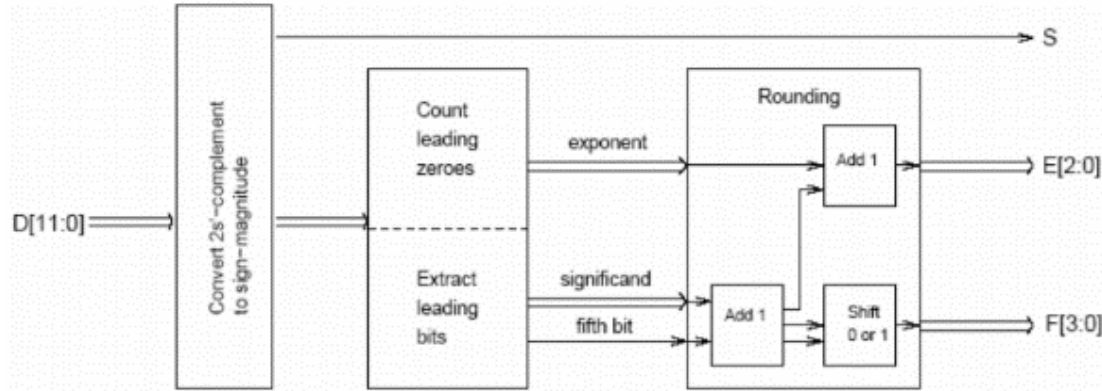 S
Convert 2s'-complement
to sign-magnitude
Count
leading
zeroes
exponent
Rounding
Add 1
E[2:0]
D[11:0]
Extract
leading
bits
significand
fifth bit
Add 1
Shift
0 or 1
F[3:0]